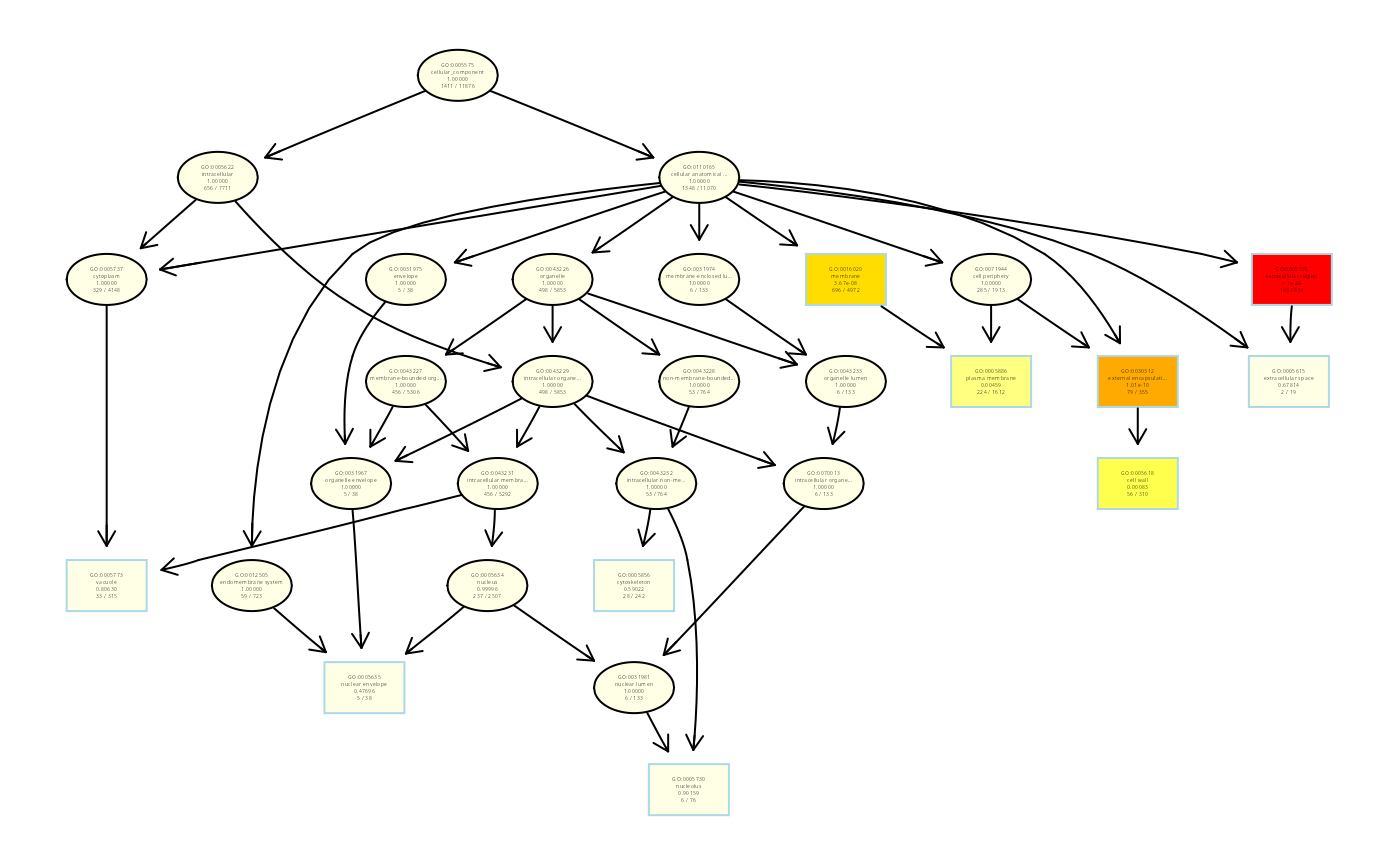 GO:0005575
cellular_component
1.00000
1411 / 11876
GO:0005622
intracellular
1.00000
656 / 7711
GO:0110165
cellular anatomical ...
1.00000
1348 / 11070
GO:0005737
cytoplasm
1.00000
329 / 4148
GO:0031975
envelope
1.00000
5 / 38
GO:0043226
organelle
1.00000
498 / 5853
GO:0031974
membrane-enclosed lu...
1.00000
6 / 133
GO:0016020
membrane
3.67e-08
696 / 4972
GO:0071944
cell periphery
1.00000
285 / 1913
extracellular region
GO:0043227
membrane-bounded org...
1.00000
456 / 5306
GO:0043229
intracellular organe...
1.00000
498 / 5853
GO:0043228
non-membrane-bounded...
1.00000
53 / 764
GO:0043233
organelle lumen
1.00000
6 / 133
GO:0005886
plasma membrane
0.00459
224 / 1612
GO:0030312
external encapsulati...
1.01e-10
79 / 355
GO:0005615
extracellular space
0.67814
2 / 19
GO:0031967
organelle envelope
1.00000
5 / 38
GO:0043231
intracellular membra...
1.00000
456 / 5292
GO:0043232
intracellular non-me...
1.00000
53 / 764
GO:0070013
intracellular organe...
1.00000
6 / 133
GO:0005618
cell wall
0.00083
56 / 310
GO:0005773
vacuole
0.80630
33 / 315
GO:0012505
endomembrane system
1.00000
59 / 723
GO:0005634
nucleus
0.99996
237 / 2507
GO:0005856
cytoskeleton
0.59022
28 / 242
GO:0005635
nuclear envelope
0.47696
5 / 38
GO:0031981
nuclear lumen
1.00000
6 / 133
GO:0005730
nucleolus
0.90159
6 / 76